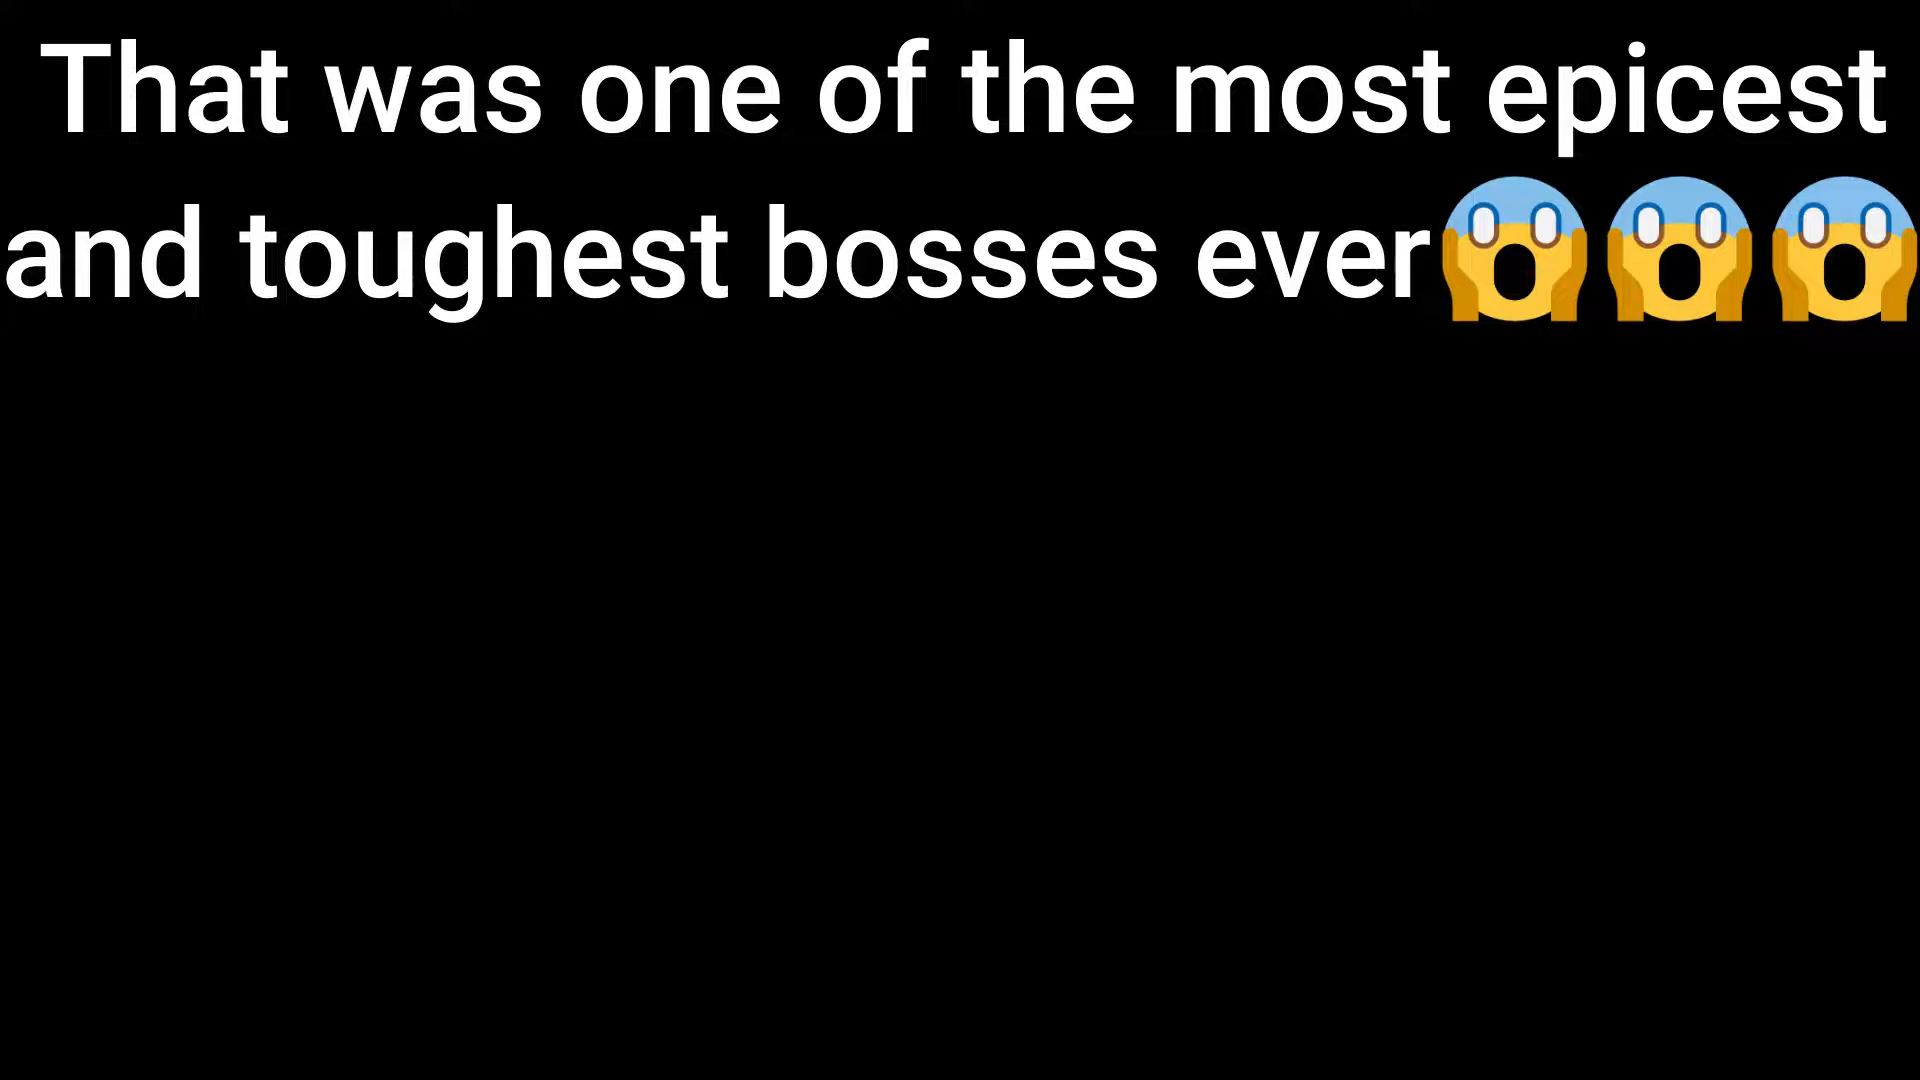 That was one of the most epicest
and toughest bosses ever😱😱😱